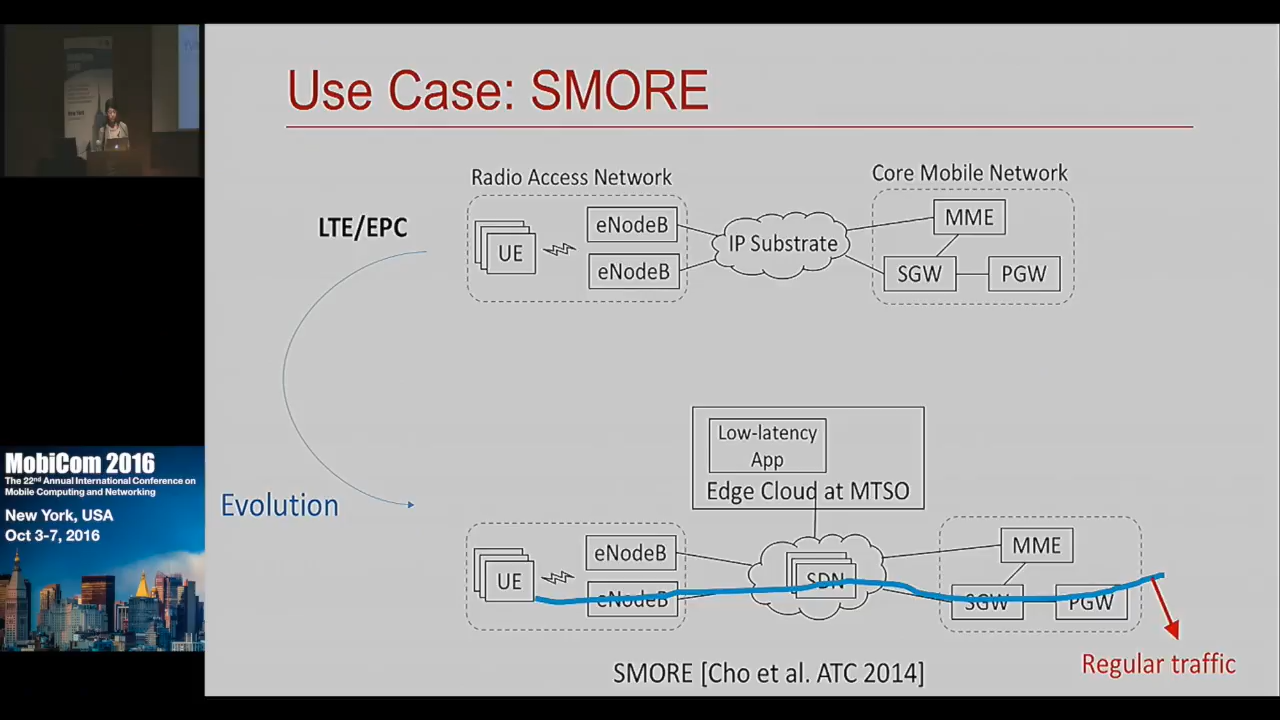 Use Case: SMORE
Radio Access Network
Core Mobile Network
LTE/EPC
UE
eNodeB
eNodeB
IP Substrate
MME
SGW
PGW
Low-latency
App
Edge Cloud at MTSO
Evolution
UE
eNodeB
eNodeB
SDN
MME
SGW
PGW
Regular traffic
SMORE [Cho et al. ATC 2014]
MobiCom 2016
The 22nd Annual International Conference on
Mobile Computing and Networking
New York, USA
Oct 3-7, 2016